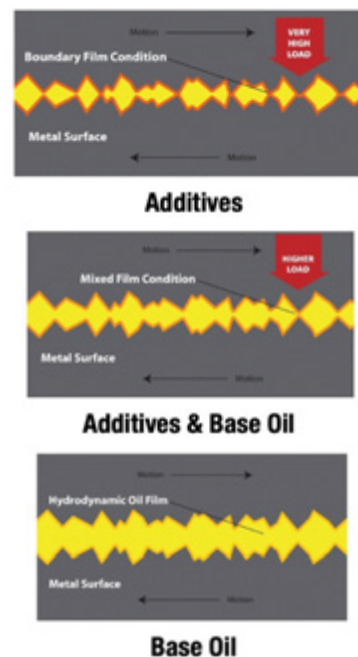 Motion
VERY
HIGH
LOAD
Boundary Film Condition
Metal Surface
Motion
Additives
Motion
HIGHER
LOAD
Mixed Film Condition
Metal Surface
Motion
Additives & Base Oil
Motion
Hydrodynamic Oil Film
Metal Surface
Motion
Base Oil